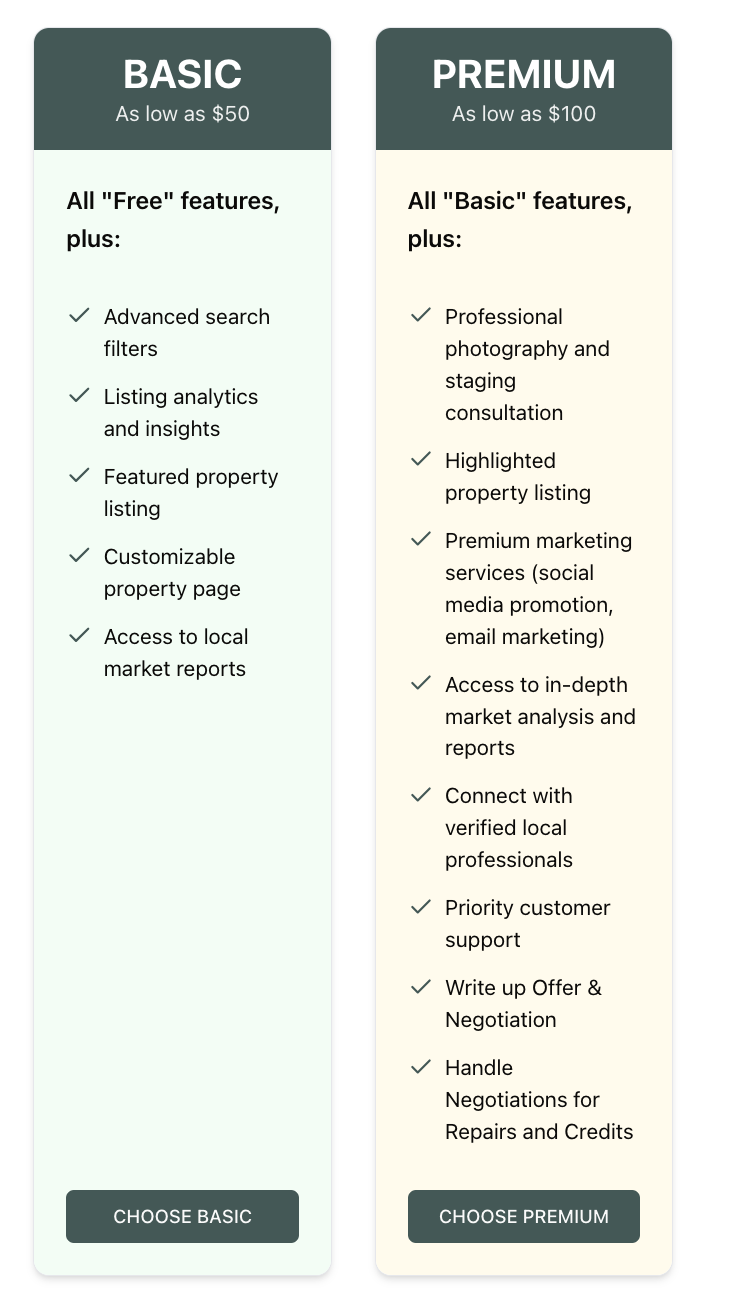 BASIC
As low as $50
All "Free" features,
plus:
Advanced search
filters
Listing analytics
and insights
Featured property
listing
Customizable
property page
Access to local
market reports
CHOOSE BASIC
PREMIUM
As low as $100
All "Basic" features,
plus:
Professional
photography and
staging
consultation
Highlighted
property listing
Premium marketing
services (social
media promotion,
email marketing)
Access to in-depth
market analysis and
reports
Connect with
verified local
professionals
Priority customer
support
Write up Offer &
Negotiation
Handle
Negotiations for
Repairs and Credits
CHOOSE PREMIUM